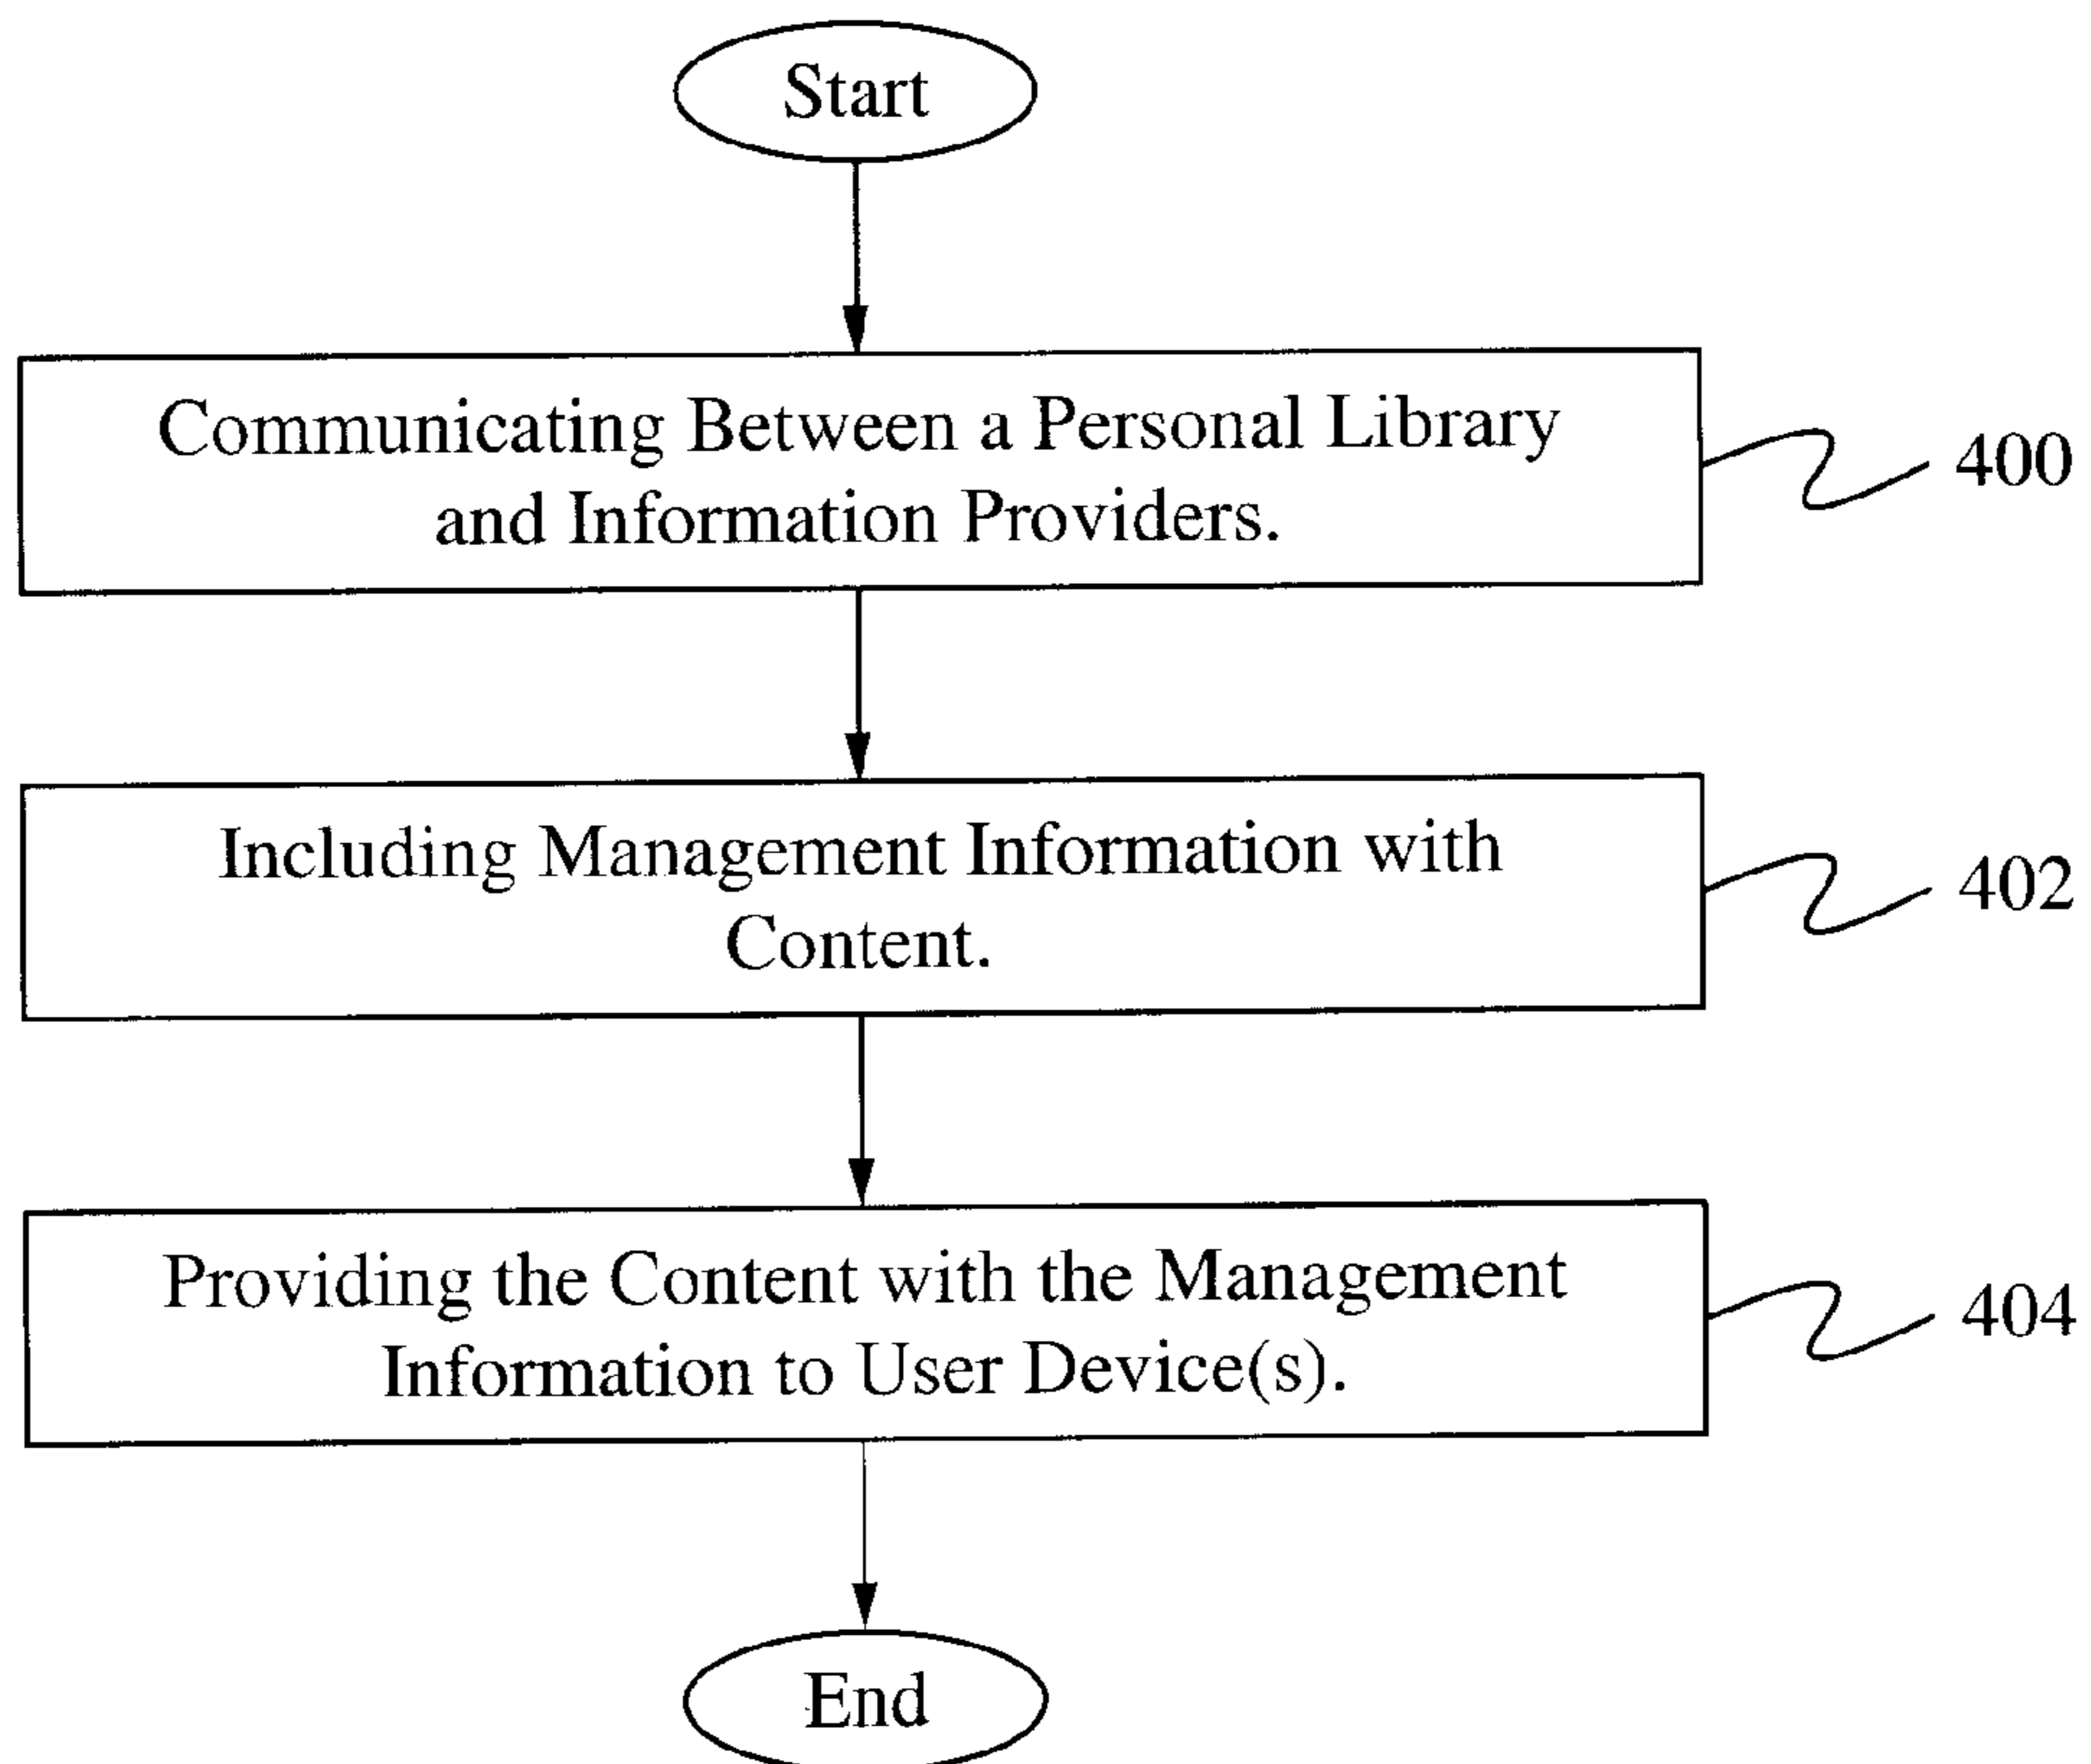 Start
Communicating Between a Personal Library
and Information Providers.
400
Including Management Information with
Content.
402
Providing the Content with the Management
Information to User Device(s).
404
End